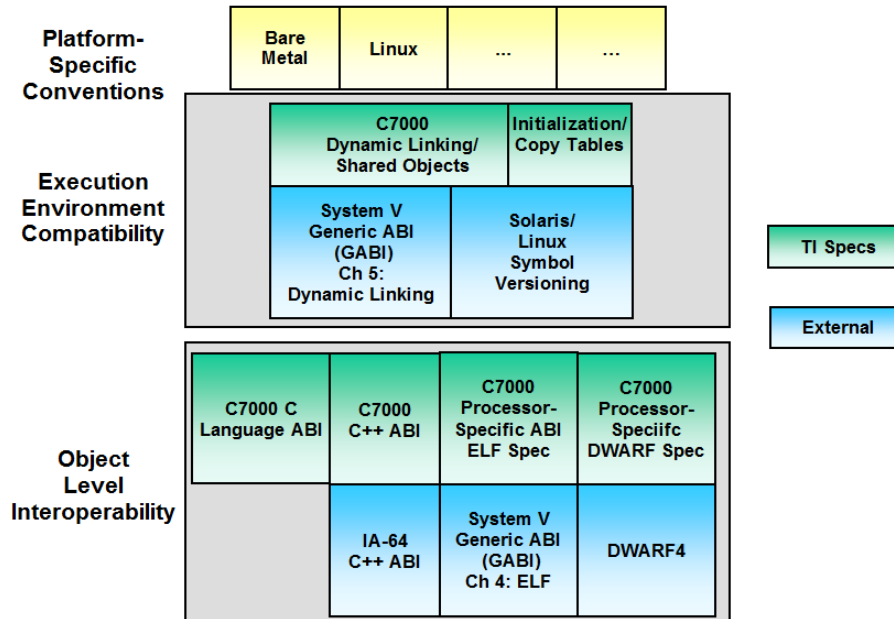 Platform-
Specific
Conventions
Bare
Metal
Linux
...
...
Execution
Environment
Compatibility
C7000
Dynamic Linking/
Shared Objects
Initialization/
Copy Tables
System V
Generic ABI
(GABI)
Ch 5:
Dynamic Linking
Solaris/
Linux
Symbol
Versioning
TI Specs
External
Object
Level
Interoperability
C7000 C
Language ABI
C7000
C++ ABI
C7000
Processor-
Specific ABI
ELF Spec
C7000
Processor-
Speciifc
DWARF Spec
IA-64
C++ ABI
System V
Generic ABI
(GABI)
Ch 4: ELF
DWARF4